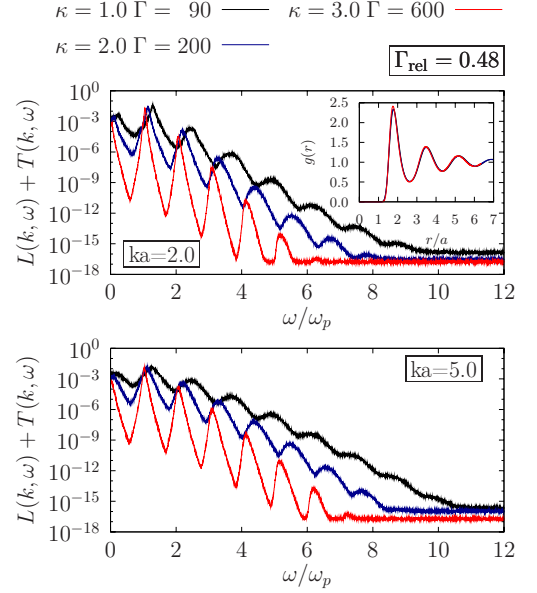 κ = 1.0 Γ = 90 κ = 3.0 Γ = 600
κ = 2.0 Γ = 200
Γrel = 0.48
L(k, ω) + T(k, ω)
10^0
10^−3
10^−6
10^−9
10^−12
10^−15
10^−18
ka=2.0
0 2 4 6 8 10 12
ω/ωp
g(r)
2.5
2.0
1.5
1.0
0.5
0.0
0 1 2 3 4 5 6 7
r/a
L(k, ω) + T(k, ω)
10^0
10^−3
10^−6
10^−9
10^−12
10^−15
10^−18
ka=5.0
0 2 4 6 8 10 12
ω/ωp